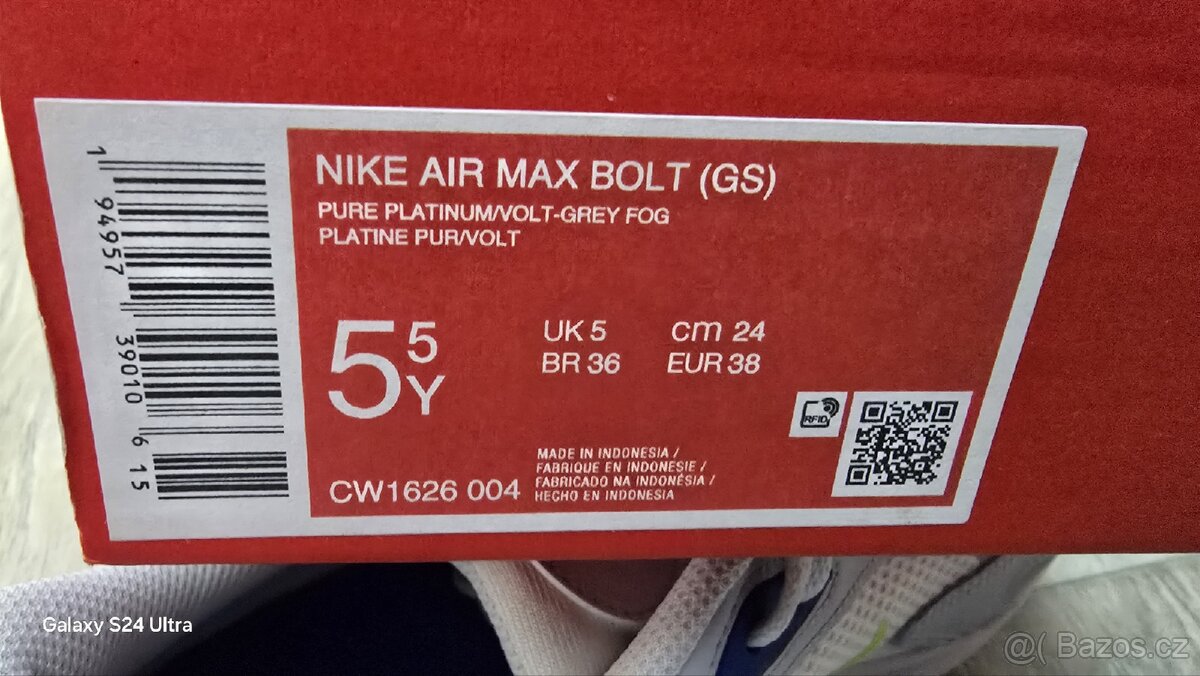 NIKE AIR MAX BOLT (GS)
PURE PLATINUM/VOLT-GREY FOG
PLATINE PUR/VOLT
5 5 Y
UK 5 cm 24
BR 36 EUR 38
RFID
MADE IN INDONESIA /
FABRIQUE EN INDONESIE /
FABRICADO NA INDONÉSIA /
HECHO EN INDONESIA
CW1626 004
1 94957 39010 6 15
Galaxy S24 Ultra
@( Bazos.cz